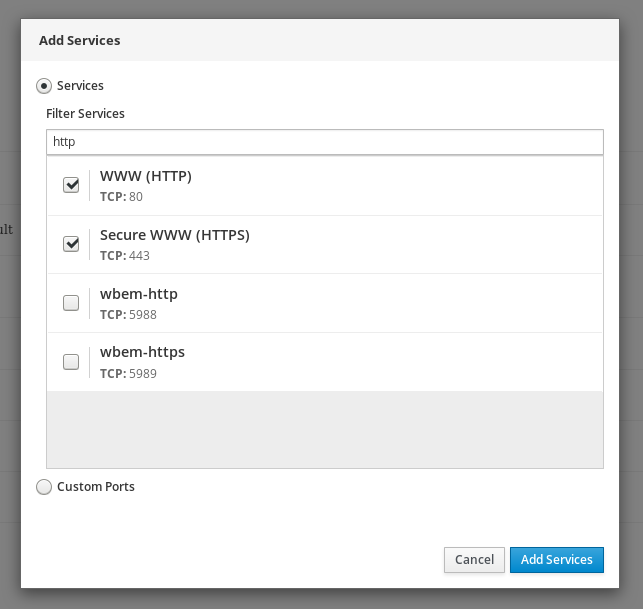 Add Services
Services
Filter Services
http
WWW (HTTP)
TCP: 80
Secure WWW (HTTPS)
TCP: 443
wbem-http
TCP: 5988
wbem-https
TCP: 5989
Custom Ports
Cancel Add Services